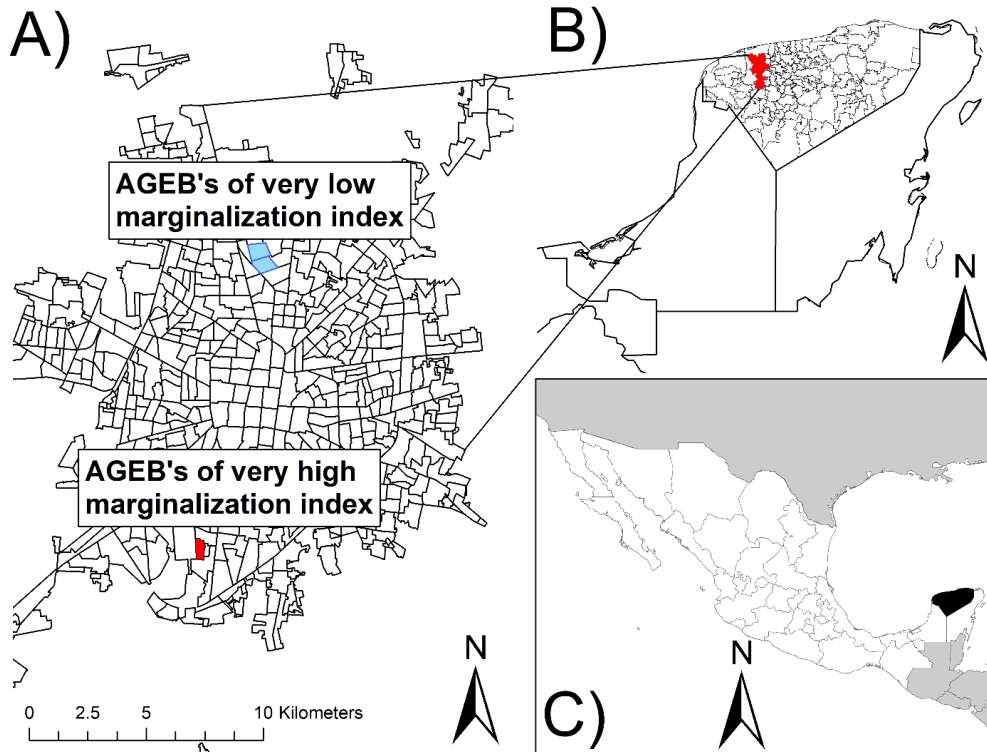 A)
B)
AGEB's of very low
marginalization index
N
AGEB's of very high
marginalization index
N
N
0 2.5 5 10 Kilometers
C)